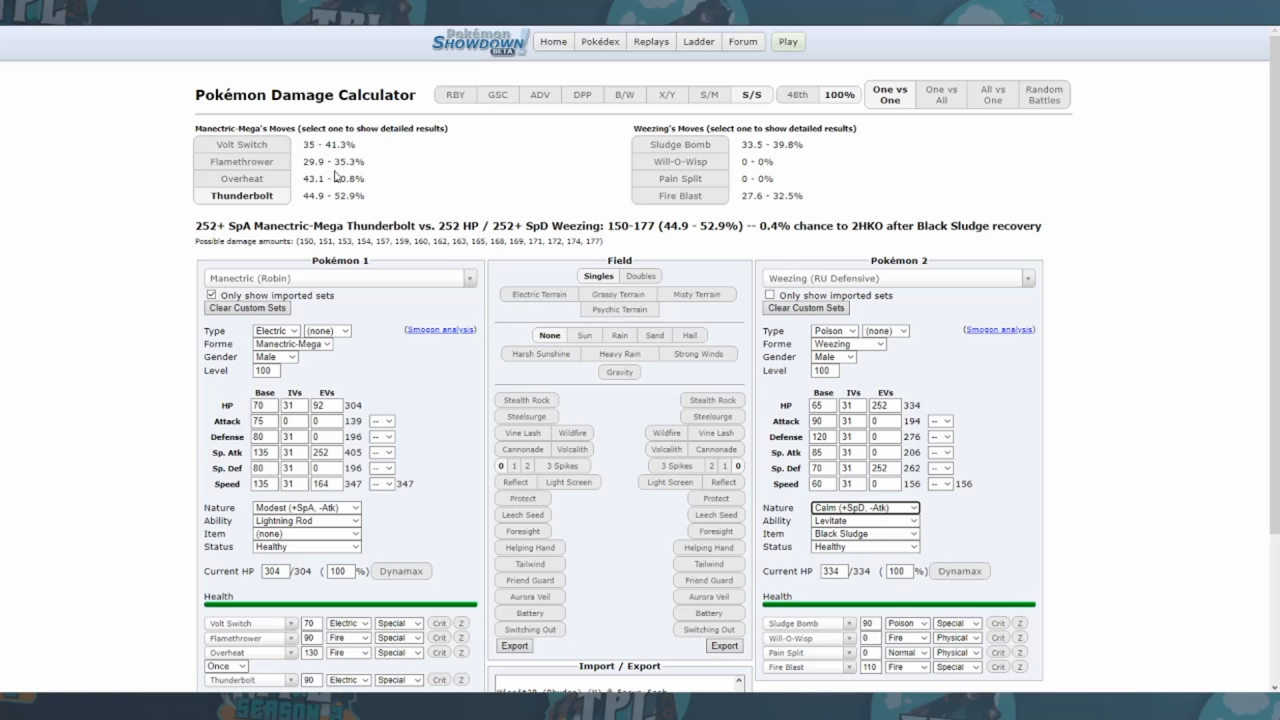 TPL
Pokémon
SHOWDOWN!
BETA
Home Pokédex Replays Ladder Forum Play
Pokémon Damage Calculator RBY GSC ADV DPP B/W X/Y S/M S/S 48th 100% One vs One One vs All All vs One Random Battles
Manectric-Mega's Moves (select one to show detailed results)
Volt Switch 35 - 41.3%
Flamethrower 29.9 - 35.3%
Overheat 43.1 -
Thunderbolt 44.9 - 52.9%
Weezing's Moves (select one to show detailed results)
Sludge Bomb 33.5 - 39.8%
Will-O-Wisp 0 - 0%
Pain Split 0 - 0%
Fire Blast 27.6 - 32.5%
252+ SpA Manectric-Mega Thunderbolt vs. 252 HP / 252+ SpD Weezing: 150-177 (44.9 - 52.9%) -- 0.4% chance to 2HKO after Black Sludge recovery
Possible damage amounts: (150, 151, 153, 154, 157, 159, 160, 162, 163, 165, 168, 169, 171, 172, 174, 177)
Pokémon 1
Manectric (Robin)
Only show imported sets
Clear Custom Sets
Type Electric (none) (Smogon analysis)
Forme Manectric-Mega
Gender Male
Level 100
Base IVs EVs
HP 70 31 92 304
Attack 75 0 0 139 --
Defense 80 31 0 196 --
Sp. Atk 135 31 252 405 --
Sp. Def 80 31 0 196 --
Speed 135 31 164 347 -- 347
Nature Modest (+SpA, -Atk)
Ability Lightning Rod
Item (none)
Status Healthy
Current HP 304 /304 ( 100 %) Dynamax
Health
Volt Switch 70 Electric Special Crit Z
Flamethrower 90 Fire Special Crit Z
Overheat 130 Fire Special Crit Z
Once
Thunderbolt 90 Electric Special Crit Z
Field
Singles Doubles
Electric Terrain Grassy Terrain Misty Terrain
Psychic Terrain
None Sun Rain Sand Hail
Harsh Sunshine Heavy Rain Strong Winds
Gravity
Stealth Rock Stealth Rock
Steelsurge Steelsurge
Vine Lash Wildfire Wildfire Vine Lash
Cannonade Volcalith Volcalith Cannonade
0 1 2 3 Spikes 3 Spikes 2 1 0
Reflect Light Screen Light Screen Reflect
Protect Protect
Leech Seed Leech Seed
Foresight Foresight
Helping Hand Helping Hand
Tailwind Tailwind
Friend Guard Friend Guard
Aurora Veil Aurora Veil
Battery Battery
Switching Out Switching Out
Export Export
Import / Export
Pokémon 2
Weezing (RU Defensive)
Only show imported sets
Clear Custom Sets
Type Poison (none) (Smogon analysis)
Forme Weezing
Gender Male
Level 100
Base IVs EVs
HP 65 31 252 334
Attack 90 31 0 194 --
Defense 120 31 0 276 --
Sp. Atk 85 31 0 206 --
Sp. Def 70 31 252 262 --
Speed 60 31 0 156 -- 156
Nature Calm (+SpD, -Atk)
Ability Levitate
Item Black Sludge
Status Healthy
Current HP 334 /334 ( 100 %) Dynamax
Health
Sludge Bomb 90 Poison Special Crit Z
Will-O-Wisp 0 Fire Physical Crit Z
Pain Split 0 Normal Physical Crit Z
Fire Blast 110 Fire Special Crit Z
SEASON
TPL